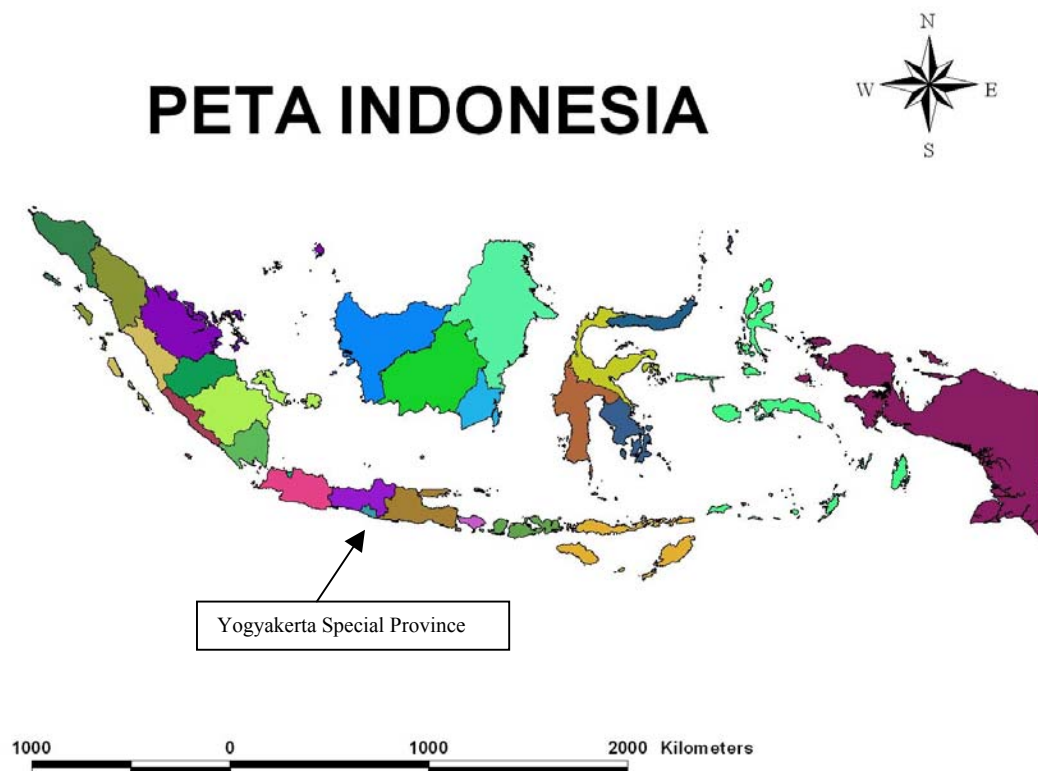 N
W E
S
PETA INDONESIA
Yogyakerta Special Province
1000 0 1000 2000 Kilometers